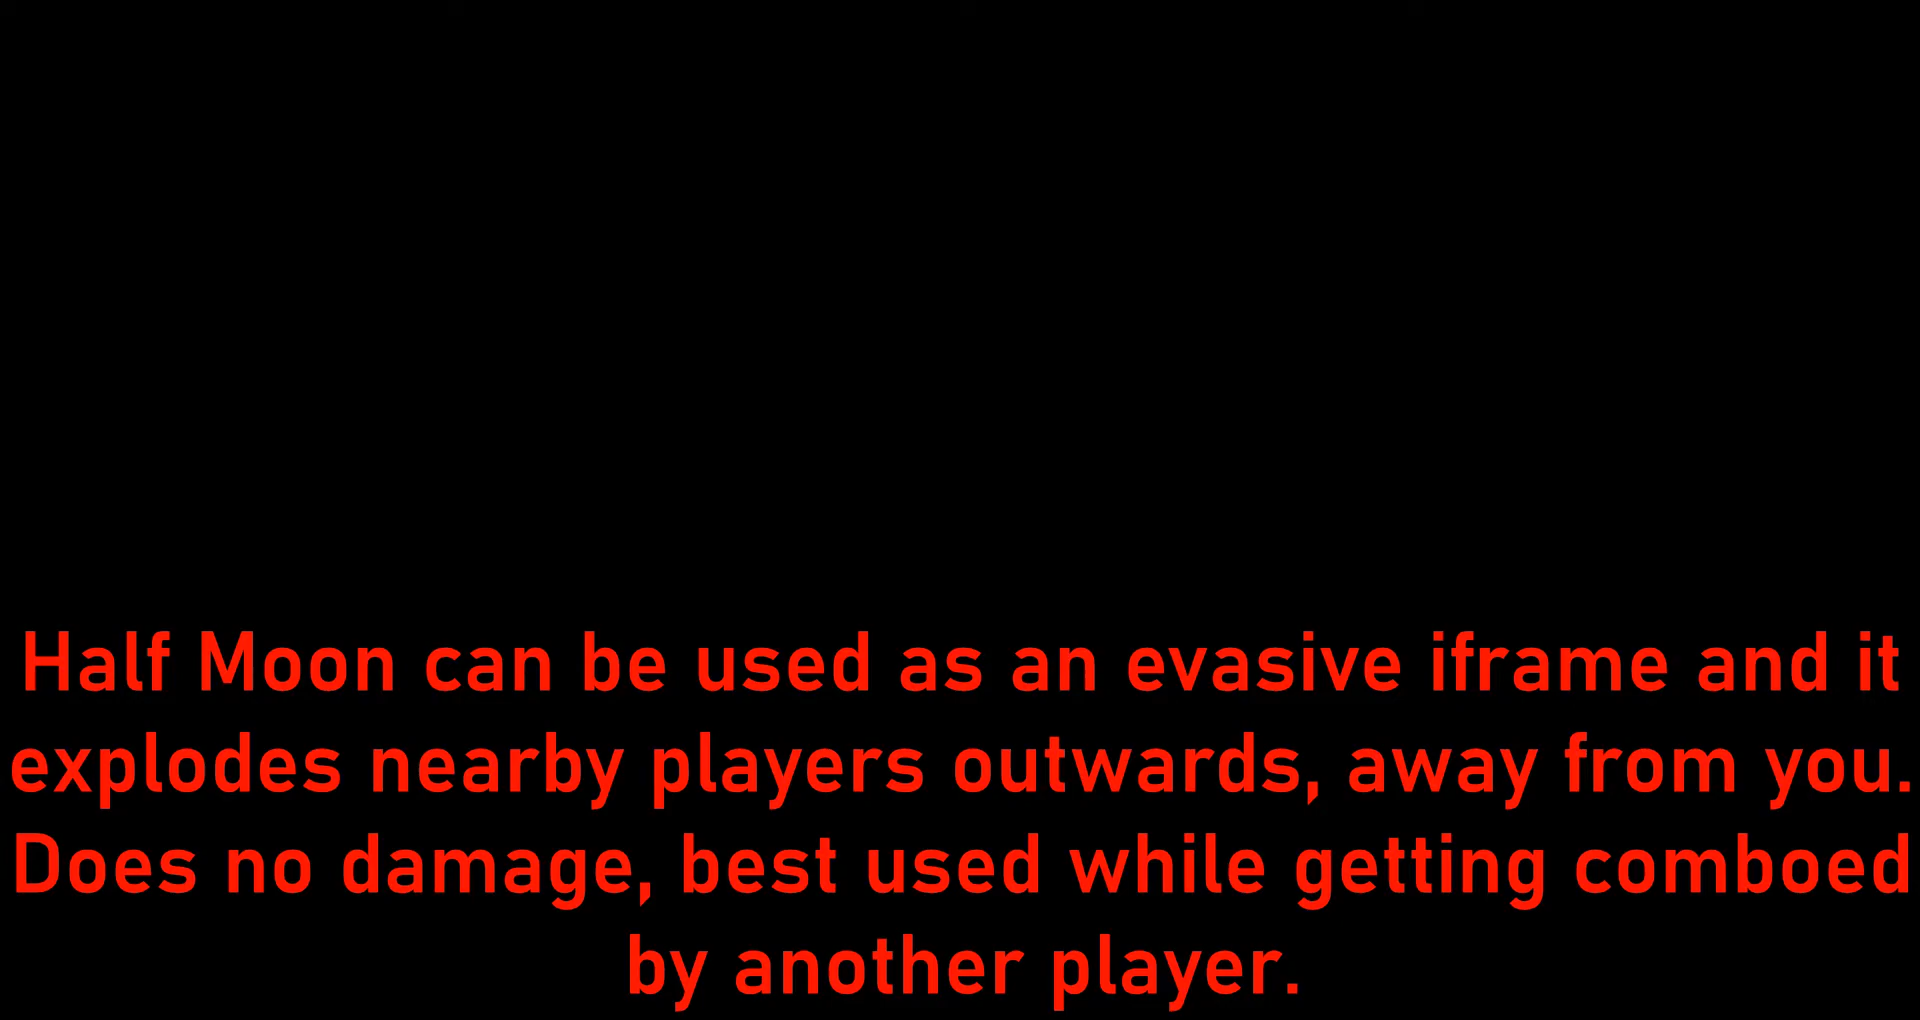 Half Moon can be used as an evasive iframe and it
explodes nearby players outwards, away from you.
Does no damage, best used while getting comboed
by another player.